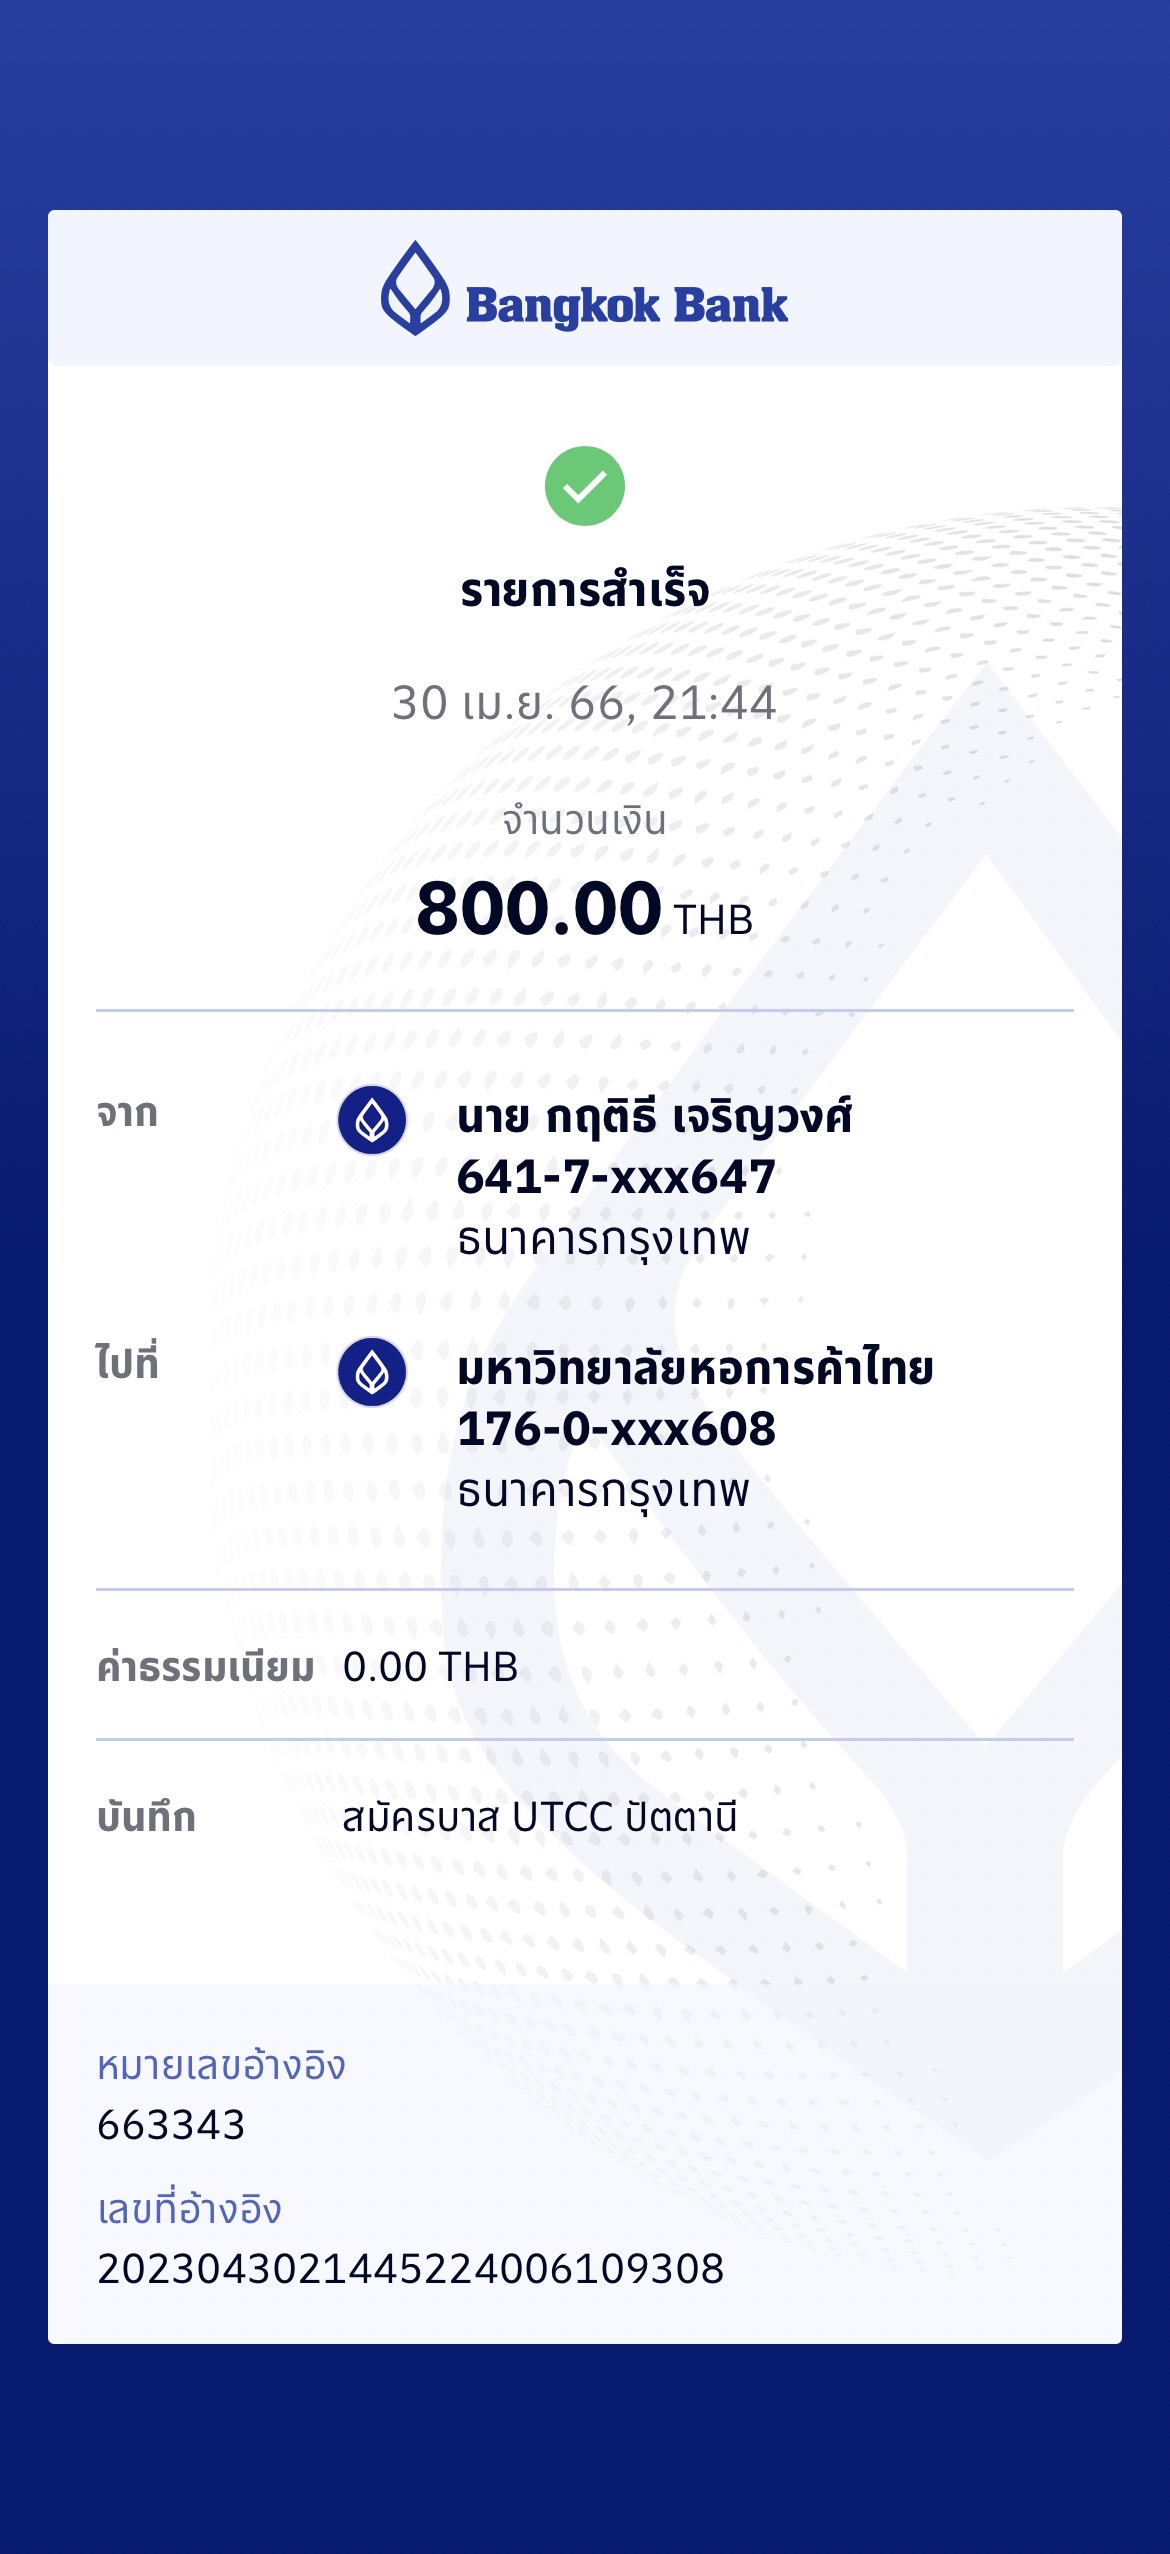 Bangkok Bank
รายการสำเร็จ
30 เม.ย. 66, 21:44
จำนวนเงิน
800.00 THB
จาก
นาย กฤติธี เจริญวงศ์
641-7-xxx647
ธนาคารกรุงเทพ
ไปที่
มหาวิทยาลัยหอการค้าไทย
176-0-xxx608
ธนาคารกรุงเทพ
ค่าธรรมเนียม 0.00 THB
บันทึก สมัครบาส UTCC ปัตตานี
หมายเลขอ้างอิง
663343
เลขที่อ้างอิง
2023043021445224006109308